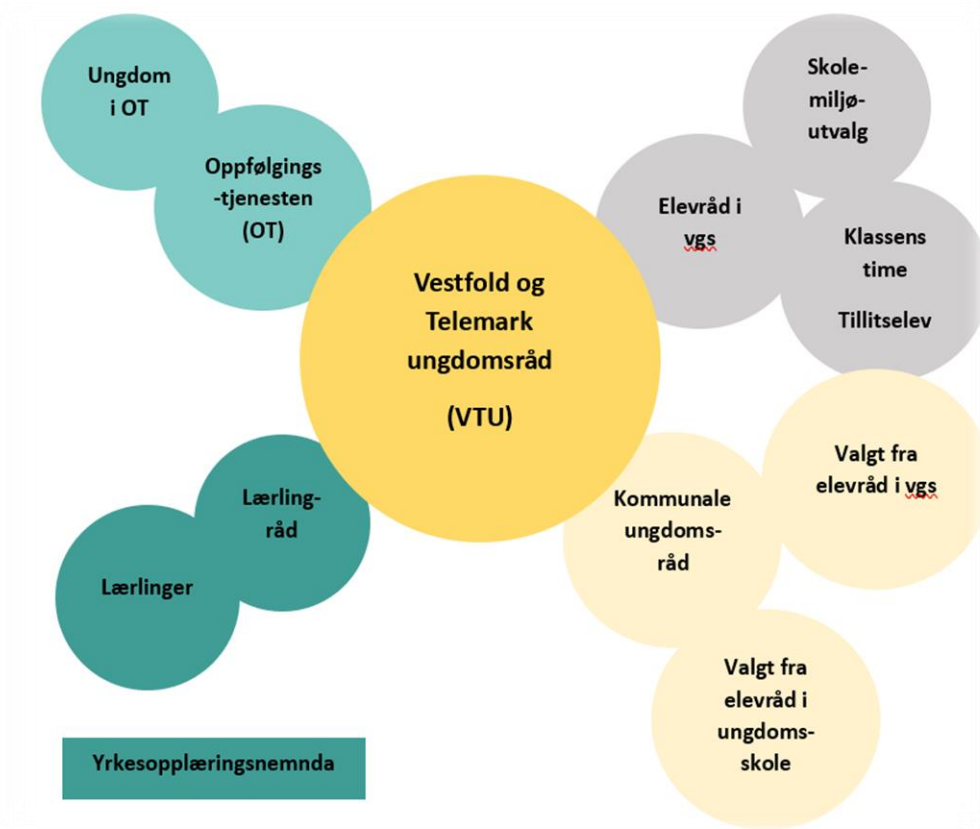 Ungdom
i OT
Oppfølgings
-tjenesten
(OT)
Vestfold og
Telemark
ungdomsråd
(VTU)
Skole-
miljø-
utvalg
Elevråd i
vgs
Klassens
time
Tillitselev
Lærling-
råd
Lærlinger
Kommunale
ungdoms-
råd
Valgt fra
elevråd i vgs
Valgt fra
elevråd i
ungdoms-
skole
Yrkesopplæringsnemnda